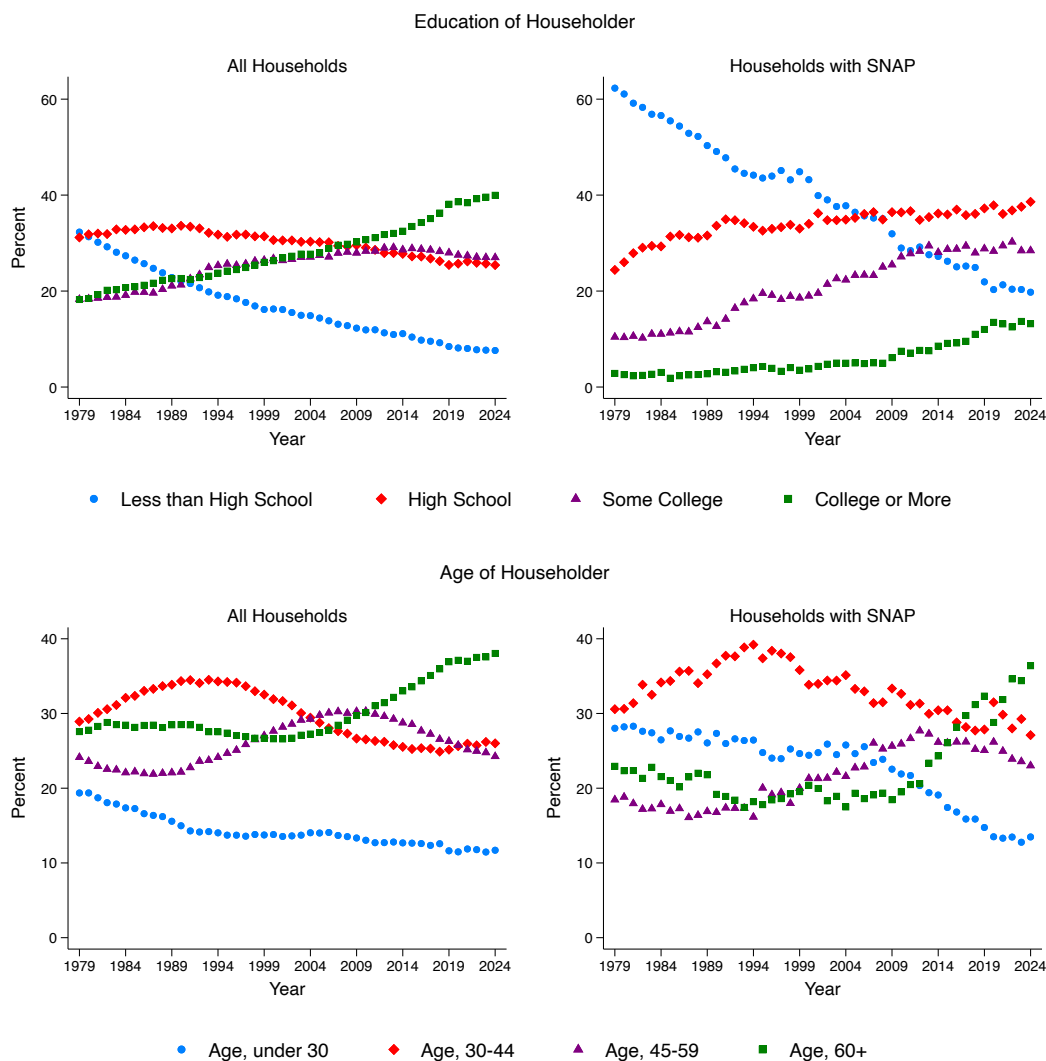 Education of Householder
All Households
Households with SNAP
Percent
60
40
20
0
1979 1984 1989 1994 1999 2004 2009 2014 2019 2024
Year
60
40
20
0
1979 1984 1989 1994 1999 2004 2009 2014 2019 2024
Year
Less than High School High School Some College College or More
Age of Householder
All Households
Households with SNAP
Percent
40
30
20
10
0
1979 1984 1989 1994 1999 2004 2009 2014 2019 2024
Year
Percent
40
30
20
10
0
1979 1984 1989 1994 1999 2004 2009 2014 2019 2024
Year
Age, under 30 Age, 30-44 Age, 45-59 Age, 60+